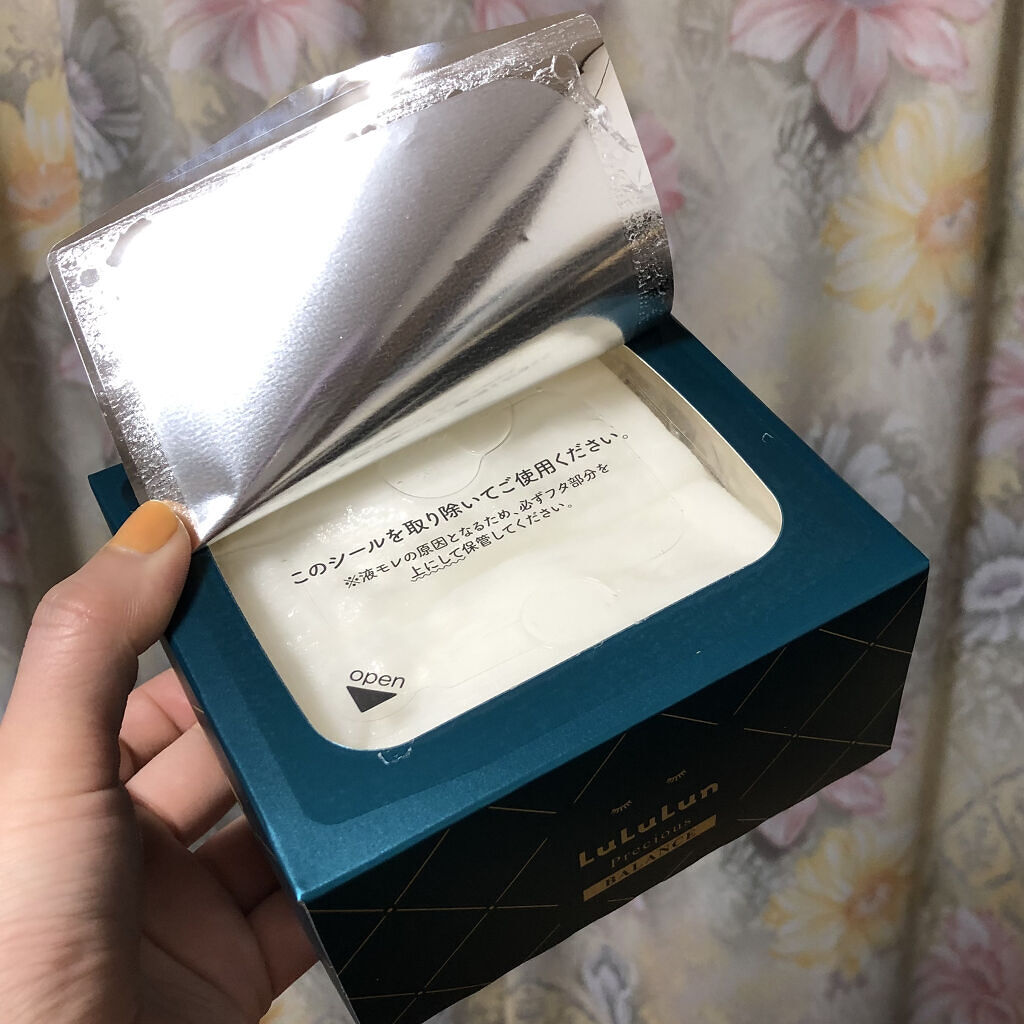 このシールを取り除いてご使用ください。
※液モレの原因となるため、必ずフタ部分を
上にして保管してください。
open
LuLuLun
Precious
BALANCE